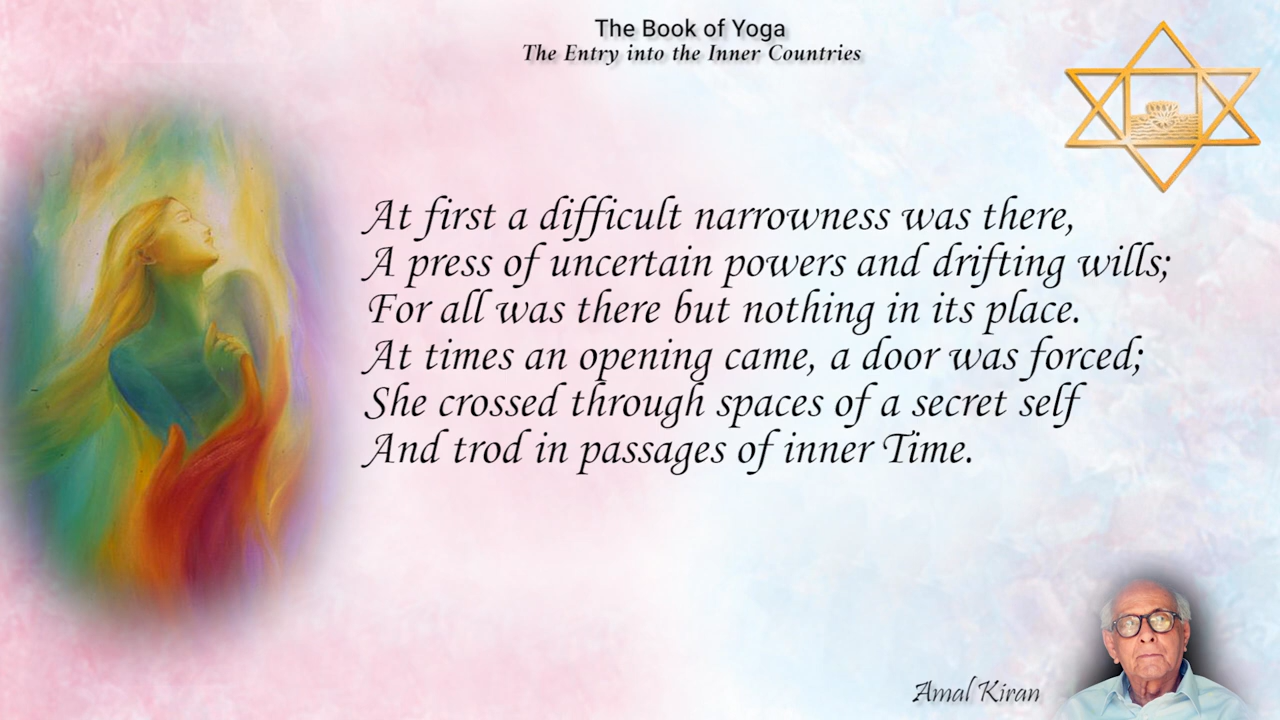 The Book of Yoga
The Entry into the Inner Countries
At first a difficult narrowness was there,
A press of uncertain powers and drifting wills;
For all was there but nothing in its place.
At times an opening came, a door was forced;
She crossed through spaces of a secret self
And trod in passages of inner Time.
Amal Kiran